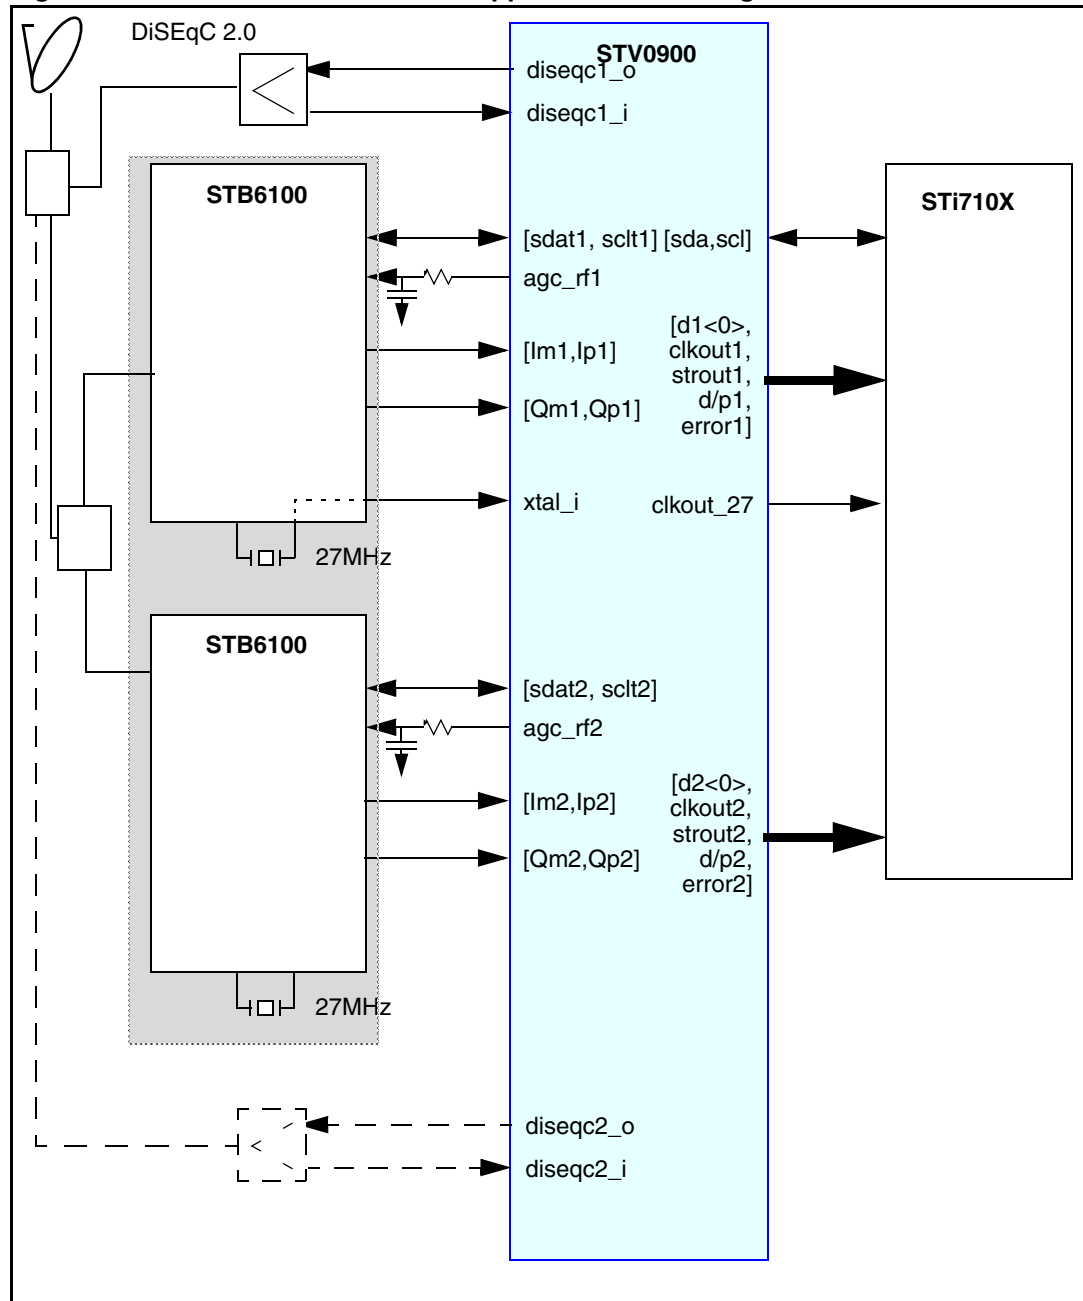 DiSEqC 2.0
STV0900
diseqc1_o
diseqc1_i
STB6100
STi710X
[sdat1, sclt1] [sda,scl]
agc_rf1
[d1<0>,
clkout1,
strout1,
d/p1,
error1]
[Im1,Ip1]
[Qm1,Qp1]
xtal_i
clkout_27
27MHz
STB6100
[sdat2, sclt2]
agc_rf2
[d2<0>,
clkout2,
strout2,
d/p2,
error2]
[Im2,Ip2]
[Qm2,Qp2]
27MHz
diseqc2_o
diseqc2_i